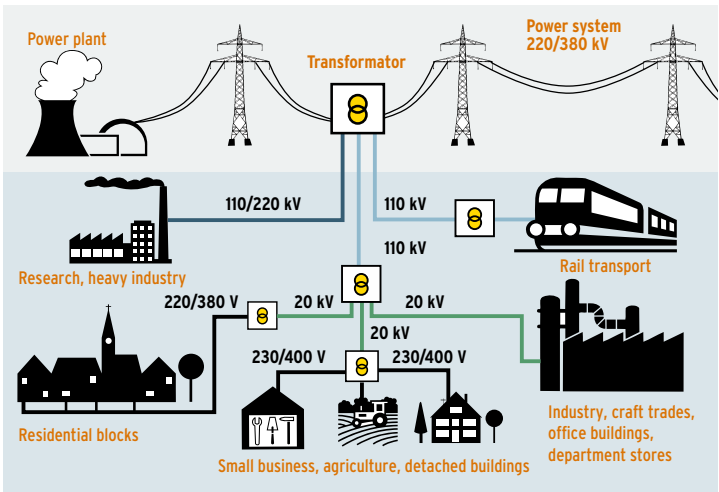 Power plant
Transformator
Power system
220/380 kV
110/220 kV
110 kV
110 kV
Research, heavy industry
Rail transport
220/380 V
20 kV
20 kV
20 kV
230/400 V
230/400 V
Residential blocks
Small business, agriculture, detached buildings
Industry, craft trades,
office buildings,
department stores